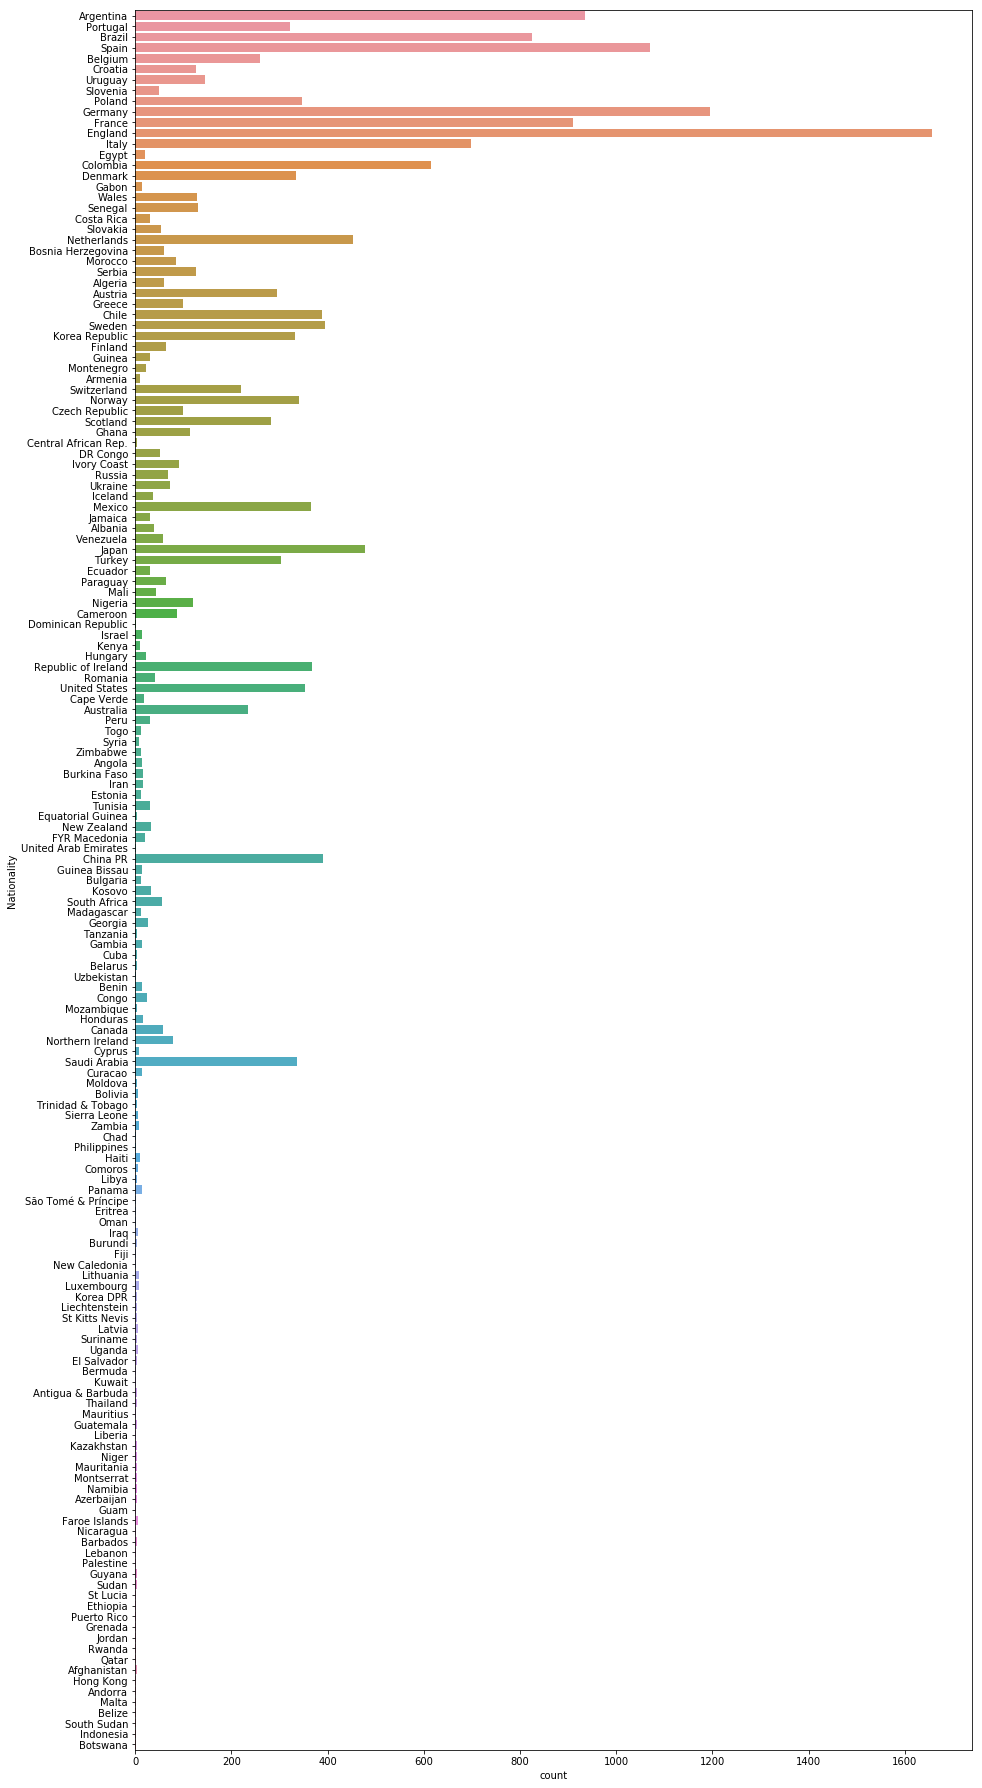 Argentina
Portugal
Brazil
Spain
Belgium
Croatia
Uruguay
Slovenia
Poland
Germany
France
England
Italy
Egypt
Colombia
Denmark
Gabon
Wales
Senegal
Costa Rica
Slovakia
Netherlands
Bosnia Herzegovina
Morocco
Serbia
Algeria
Austria
Greece
Chile
Sweden
Korea Republic
Finland
Guinea
Montenegro
Armenia
Switzerland
Norway
Czech Republic
Scotland
Ghana
Central African Rep.
DR Congo
Ivory Coast
Russia
Ukraine
Iceland
Mexico
Jamaica
Albania
Venezuela
Japan
Turkey
Ecuador
Paraguay
Mali
Nigeria
Cameroon
Dominican Republic
Israel
Kenya
Hungary
Republic of Ireland
Romania
United States
Cape Verde
Australia
Peru
Togo
Syria
Zimbabwe
Angola
Burkina Faso
Iran
Estonia
Tunisia
Equatorial Guinea
New Zealand
FYR Macedonia
United Arab Emirates
China PR
Guinea Bissau
Bulgaria
Kosovo
South Africa
Madagascar
Georgia
Tanzania
Gambia
Cuba
Belarus
Uzbekistan
Benin
Congo
Mozambique
Honduras
Canada
Northern Ireland
Cyprus
Saudi Arabia
Curacao
Moldova
Bolivia
Trinidad & Tobago
Sierra Leone
Zambia
Chad
Philippines
Haiti
Comoros
Libya
Panama
São Tomé & Príncipe
Eritrea
Oman
Iraq
Burundi
Fiji
New Caledonia
Lithuania
Luxembourg
Korea DPR
Liechtenstein
St Kitts Nevis
Latvia
Suriname
Uganda
El Salvador
Bermuda
Kuwait
Antigua & Barbuda
Thailand
Mauritius
Guatemala
Liberia
Kazakhstan
Niger
Mauritania
Montserrat
Namibia
Azerbaijan
Guam
Faroe Islands
Nicaragua
Barbados
Lebanon
Palestine
Guyana
Sudan
St Lucia
Ethiopia
Puerto Rico
Grenada
Jordan
Rwanda
Qatar
Afghanistan
Hong Kong
Andorra
Malta
Belize
South Sudan
Indonesia
Botswana
Nationality
0 200 400 600 800 1000 1200 1400 1600
count